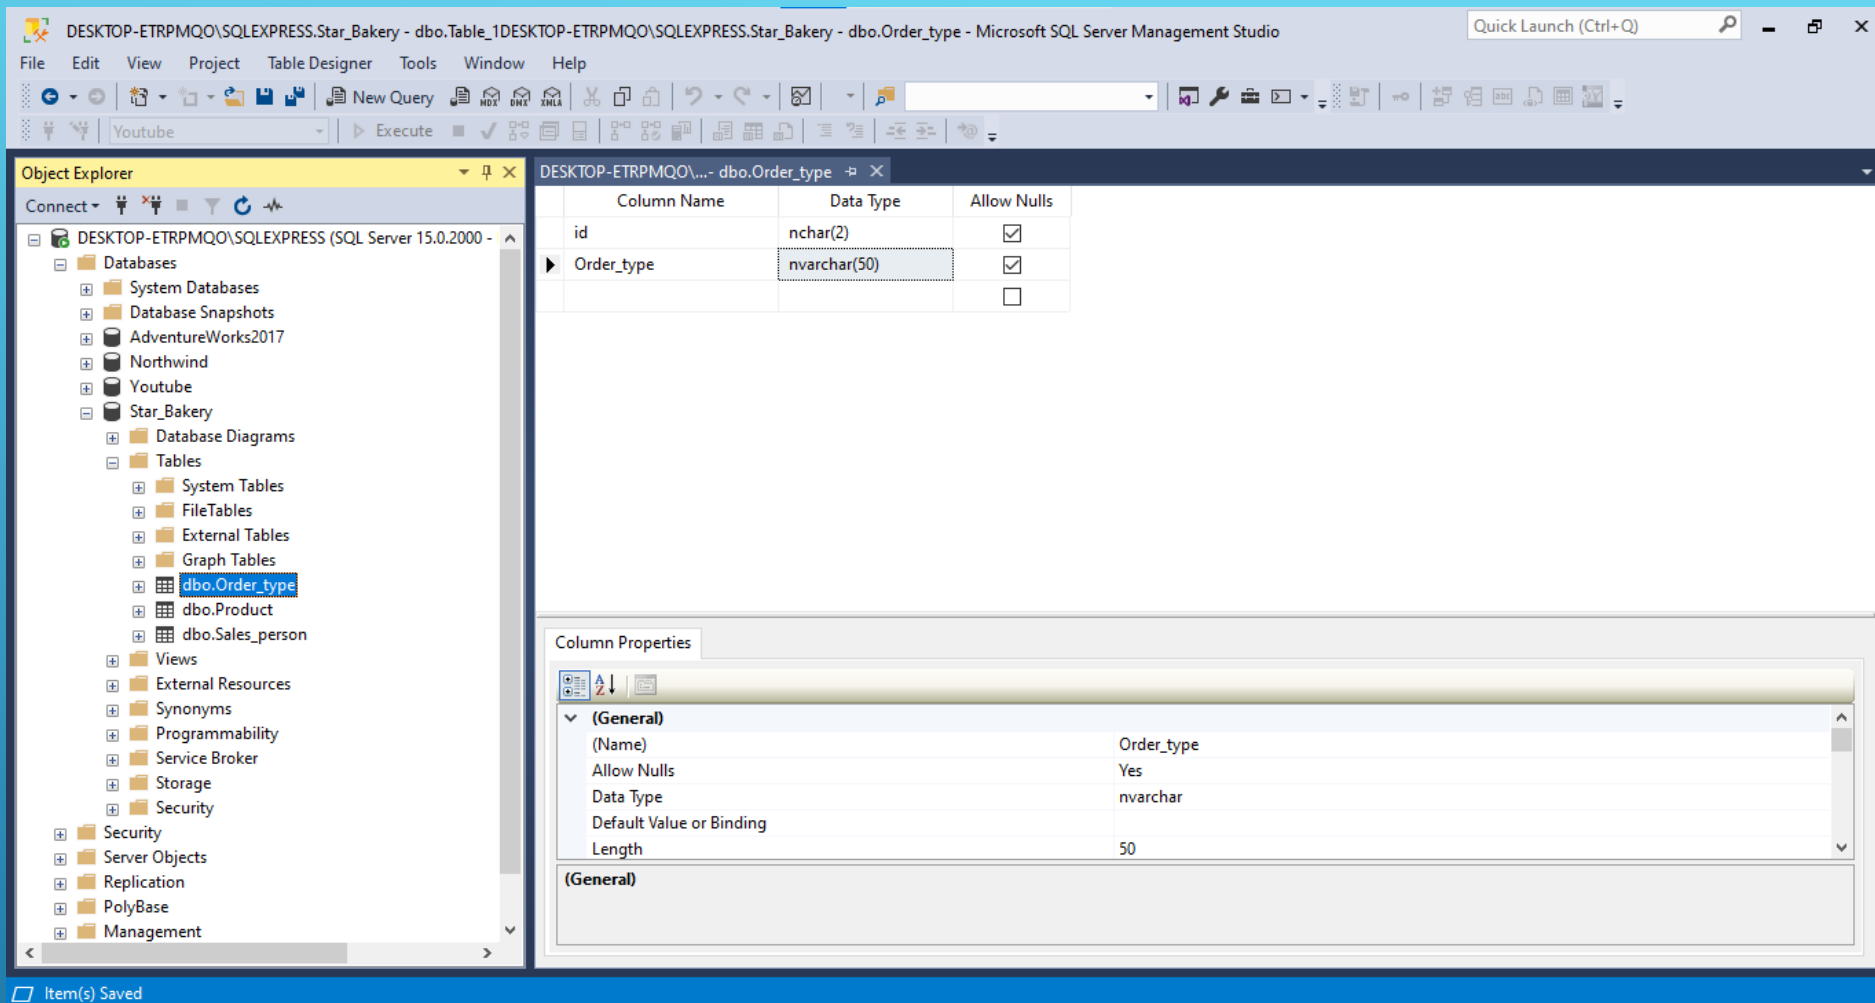 DESKTOP-ETRPMQO\SQLEXPRESS.Star_Bakery - dbo.Table_1DESKTOP-ETRPMQO\SQLEXPRESS.Star_Bakery - dbo.Order_type - Microsoft SQL Server Management Studio
Quick Launch (Ctrl+Q)
File Edit View Project Table Designer Tools Window Help
New Query MDX DMX XMLA
Youtube Execute
Object Explorer
Connect
DESKTOP-ETRPMQO\SQLEXPRESS (SQL Server 15.0.2000 -
Databases
System Databases
Database Snapshots
AdventureWorks2017
Northwind
Youtube
Star_Bakery
Database Diagrams
Tables
System Tables
FileTables
External Tables
Graph Tables
dbo.Order_type
dbo.Product
dbo.Sales_person
Views
External Resources
Synonyms
Programmability
Service Broker
Storage
Security
Security
Server Objects
Replication
PolyBase
Management
DESKTOP-ETRPMQO\...- dbo.Order_type
Column Name Data Type Allow Nulls
id nchar(2)
Order_type nvarchar(50)
Column Properties
(General)
(Name) Order_type
Allow Nulls Yes
Data Type nvarchar
Default Value or Binding
Length 50
(General)
Item(s) Saved